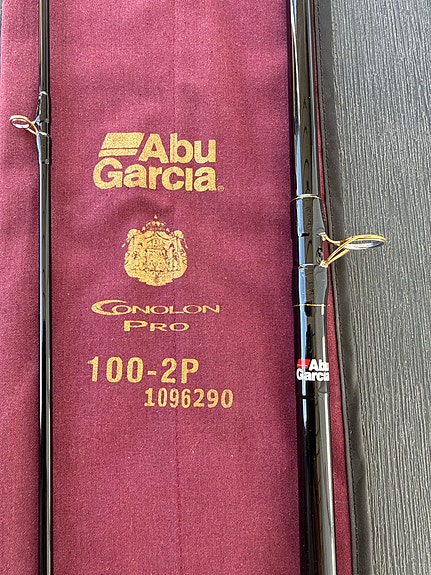 Abu
Garcia®
CONOLON
PRO
100-2P
1096290
Abu
Garcia